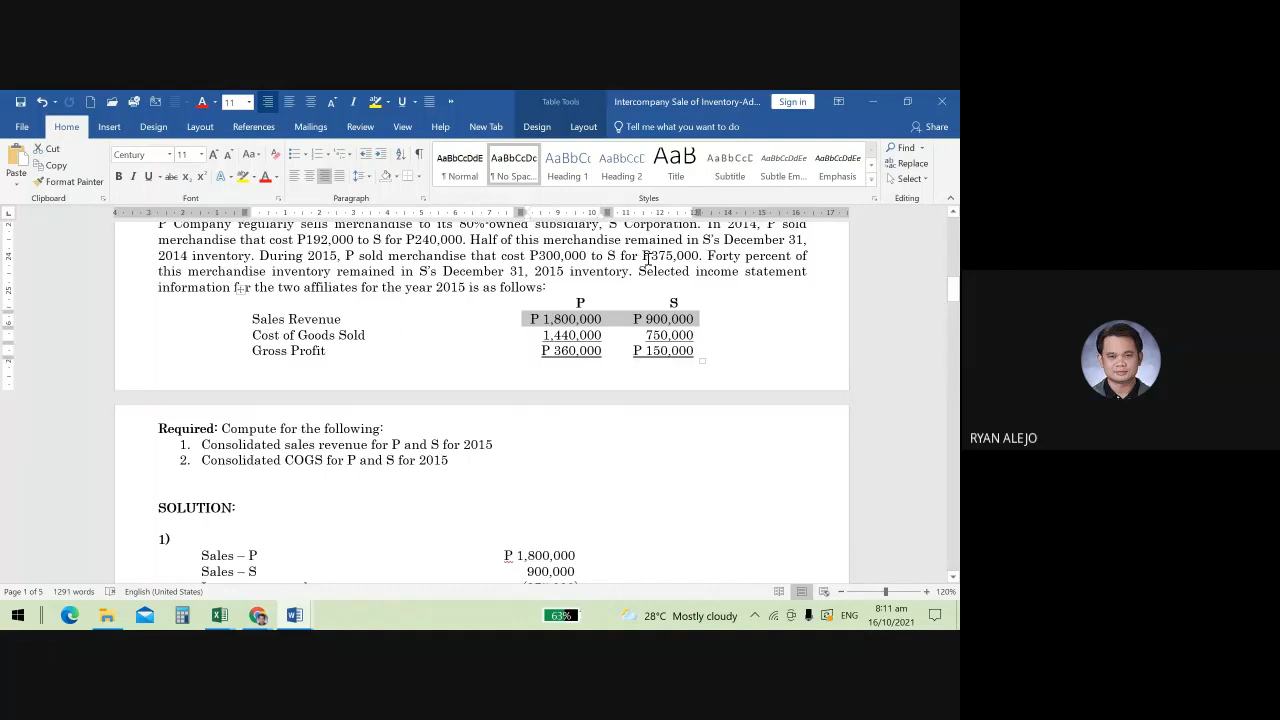 11
Table Tools
Intercompany Sale of Inventory-Ad...
Sign in
File
Home
Insert
Design
Layout
References
Mailings
Review
View
Help
New Tab
Design
Layout
Tell me what you want to do
Share
Paste
Cut
Copy
Format Painter
Century
11
AaBbCcDdE
¶ Normal
AaBbCcDc
¶ No Spac...
AaBbCc
Heading 1
AaBbCcC
Heading 2
AaB
Title
AaBbCcC
Subtitle
AaBbCcDdEe
Subtle Em...
AaBbCcDdEe
Emphasis
Find
Replace
Select
Clipboard
Font
Paragraph
Styles
Editing
P Company regularly sells merchandise to its 80%-owned subsidiary, S Corporation. In 2014, P sold
merchandise that cost P192,000 to S for P240,000. Half of this merchandise remained in S's December 31,
2014 inventory. During 2015, P sold merchandise that cost P300,000 to S for P375,000. Forty percent of
this merchandise inventory remained in S's December 31, 2015 inventory. Selected income statement
information for the two affiliates for the year 2015 is as follows:
P S
Sales Revenue P 1,800,000 P 900,000
Cost of Goods Sold 1,440,000 750,000
Gross Profit P 360,000 P 150,000
Required: Compute for the following:
1. Consolidated sales revenue for P and S for 2015
2. Consolidated COGS for P and S for 2015
SOLUTION:
1)
Sales – P P 1,800,000
Sales – S 900,000
Page 1 of 5 1291 words English (United States) 120%
63% 28°C Mostly cloudy ENG 8:11 am
16/10/2021
RYAN ALEJO